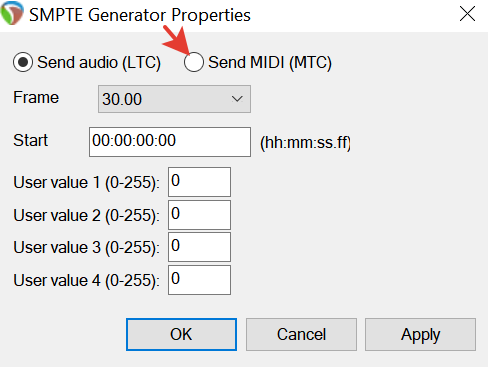 SMPTE Generator Properties
Send audio (LTC) Send MIDI (MTC)
Frame 30.00
Start 00:00:00:00 (hh:mm:ss.ff)
User value 1 (0-255): 0
User value 2 (0-255): 0
User value 3 (0-255): 0
User value 4 (0-255): 0
OK Cancel Apply